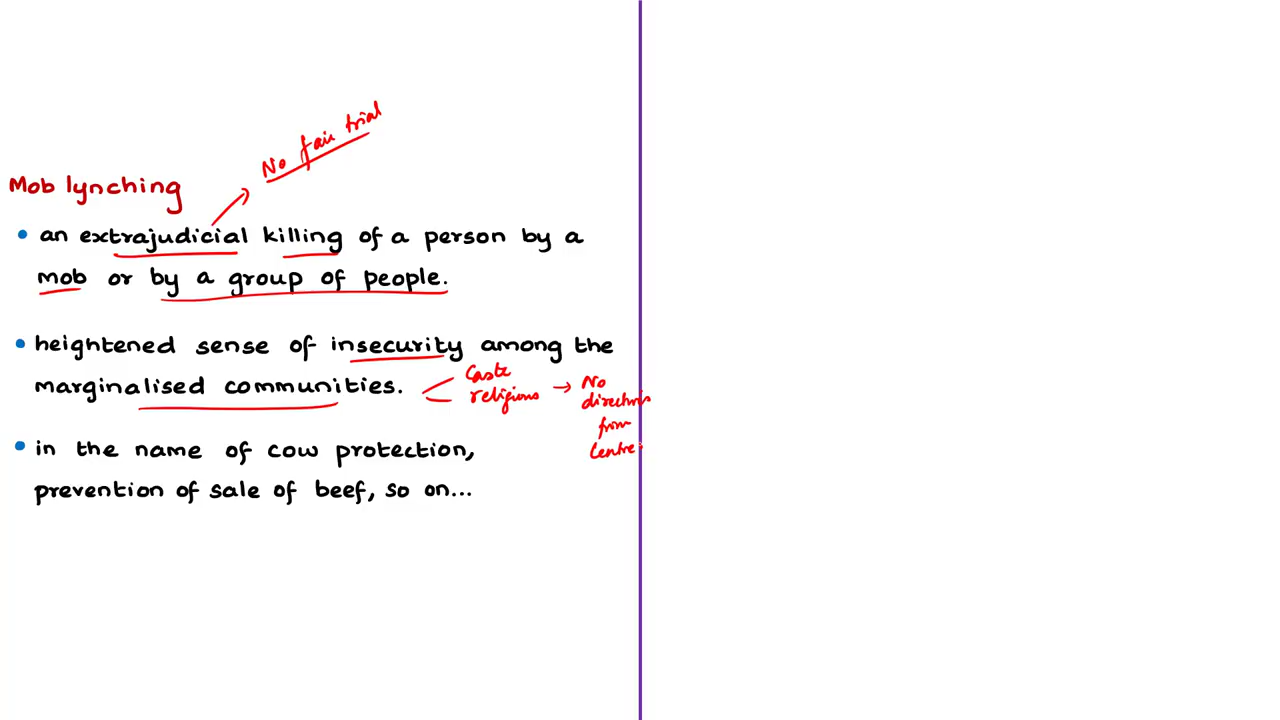 No fair trial
Mob lynching
an extrajudicial killing of a person by a
mob or by a group of people.
heightened sense of insecurity among the
marginalised communities.
Caste
religions
No
directions
from
Centre
in the name of cow protection,
prevention of sale of beef, so on...